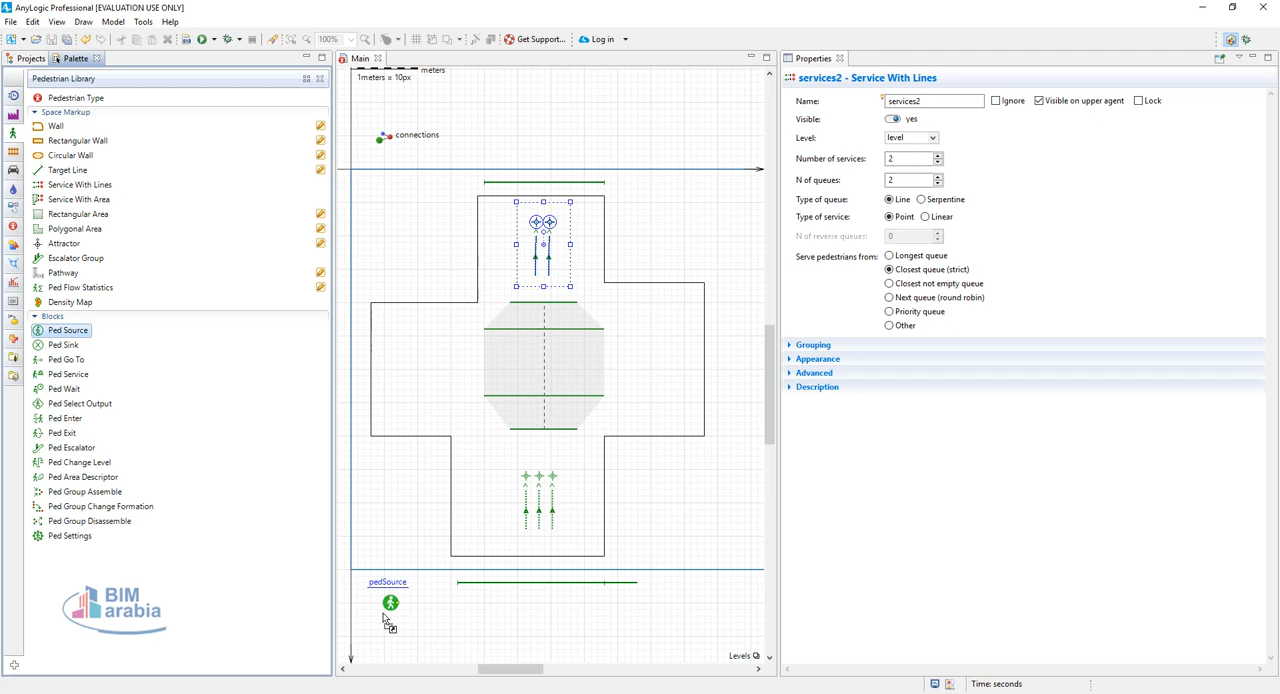 AnyLogic Professional [EVALUATION USE ONLY]
File Edit View Draw Model Tools Help
100% Get Support... Log in
Projects Palette
Pedestrian Library
Pedestrian Type
Space Markup
Wall
Rectangular Wall
Circular Wall
Target Line
Service With Lines
Service With Area
Rectangular Area
Polygonal Area
Attractor
Escalator Group
Pathway
Ped Flow Statistics
Density Map
Blocks
Ped Source
Ped Sink
Ped Go To
Ped Service
Ped Wait
Ped Select Output
Ped Enter
Ped Exit
Ped Escalator
Ped Change Level
Ped Area Descriptor
Ped Group Assemble
Ped Group Change Formation
Ped Group Disassemble
Ped Settings
BIM
arabia
Main
meters
1meters = 10px
connections
pedSource
Levels
Properties
services2 - Service With Lines
Name: services2 Ignore Visible on upper agent Lock
Visible: yes
Level: level
Number of services: 2
N of queues: 2
Type of queue: Line Serpentine
Type of service: Point Linear
N of reverse queues: 0
Serve pedestrians from: Longest queue
Closest queue (strict)
Closest not empty queue
Next queue (round robin)
Priority queue
Other
Grouping
Appearance
Advanced
Description
Time: seconds